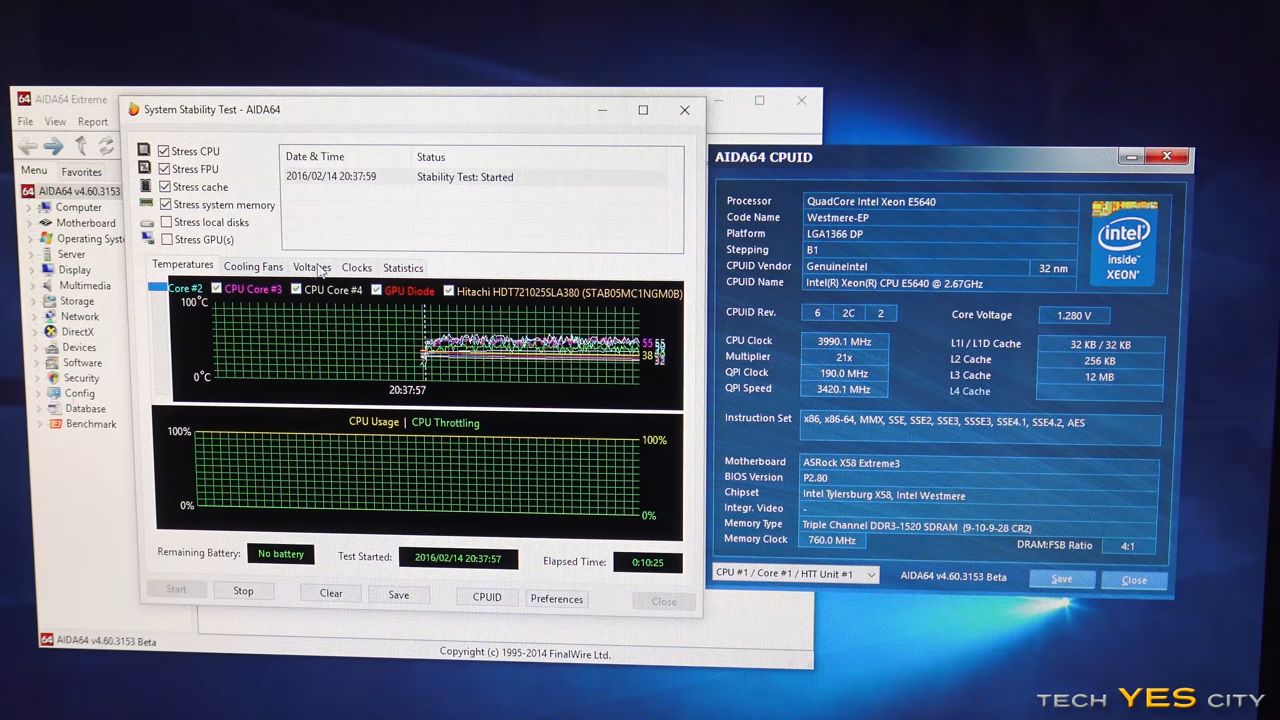 AIDA64 Extreme
File View Report
Menu Favorites
AIDA64 v4.60.3153
Computer
Motherboard
Operating Syst
Server
Display
Multimedia
Storage
Network
DirectX
Devices
Software
Security
Config
Database
Benchmark
AIDA64 v4.60.3153 Beta
Copyright (c) 1995-2014 FinalWire Ltd.
System Stability Test - AIDA64
Stress CPU
Stress FPU
Stress cache
Stress system memory
Stress local disks
Stress GPU(s)
Date & Time Status
2016/02/14 20:37:59 Stability Test: Started
Temperatures Cooling Fans Voltages Clocks Statistics
Core #2 CPU Core #3 CPU Core #4 GPU Diode Hitachi HDT721025SLA380 (STAB05MC1NGM0B)
100°C
55
38
0°C
20:37:57
CPU Usage | CPU Throttling
100% 100%
0% 0%
Remaining Battery: No battery Test Started: 2016/02/14 20:37:57 Elapsed Time: 0:10:25
Start Stop Clear Save CPUID Preferences Close
AIDA64 CPUID
Processor QuadCore Intel Xeon E5640
Code Name Westmere-EP
Platform LGA1366 DP
Stepping B1
CPUID Vendor GenuineIntel 32 nm
CPUID Name Intel(R) Xeon(R) CPU E5640 @ 2.67GHz
intel
inside™
XEON®
CPUID Rev. 6 2C 2 Core Voltage 1.280 V
CPU Clock 3990.1 MHz L1I / L1D Cache 32 KB / 32 KB
Multiplier 21x L2 Cache 256 KB
QPI Clock 190.0 MHz L3 Cache 12 MB
QPI Speed 3420.1 MHz L4 Cache
Instruction Set x86, x86-64, MMX, SSE, SSE2, SSE3, SSSE3, SSE4.1, SSE4.2, AES
Motherboard ASRock X58 Extreme3
BIOS Version P2.80
Chipset Intel Tylersburg X58, Intel Westmere
Integr. Video -
Memory Type Triple Channel DDR3-1520 SDRAM (9-10-9-28 CR2)
Memory Clock 760.0 MHz DRAM:FSB Ratio 4:1
CPU #1 / Core #1 / HTT Unit #1 AIDA64 v4.60.3153 Beta Save Close
TECH YES CITY